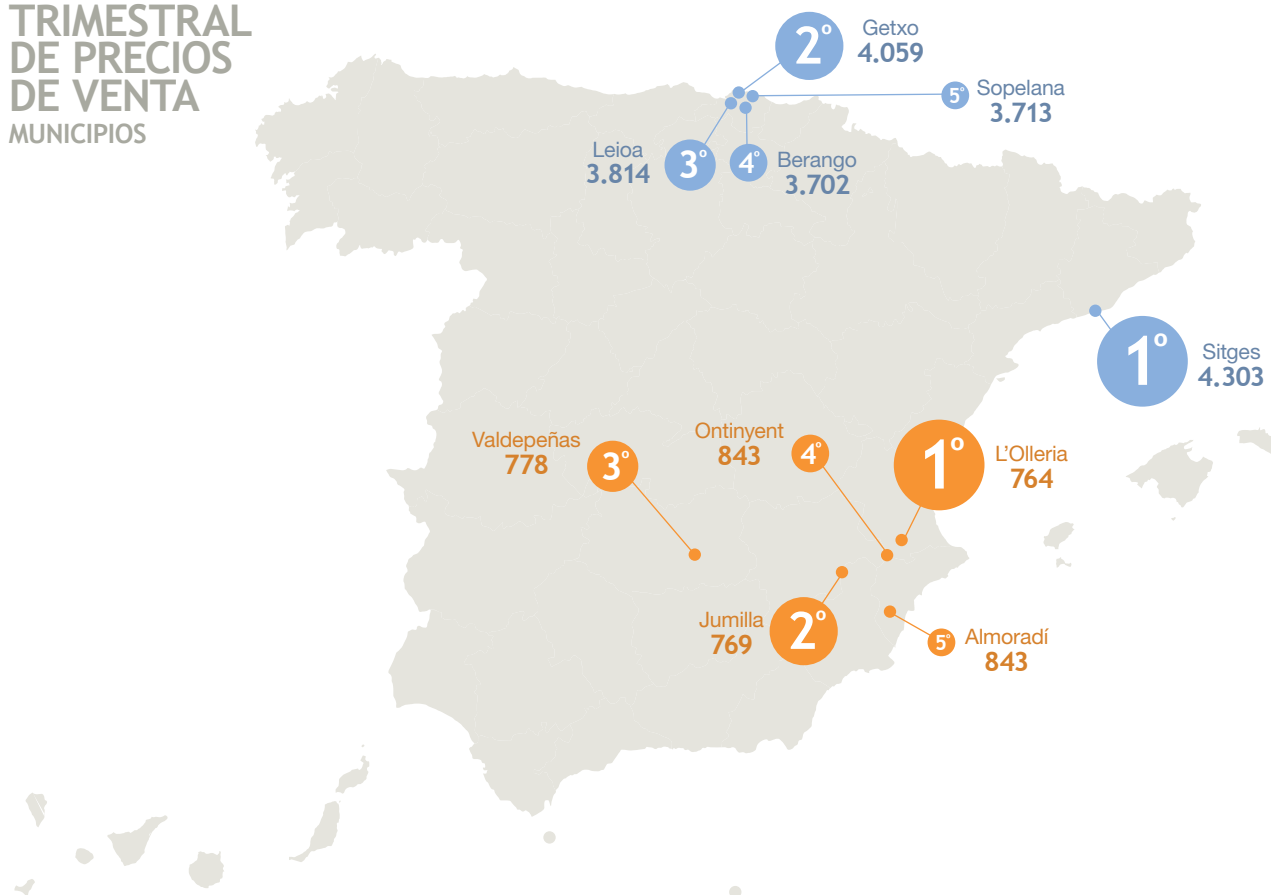 TRIMESTRAL
DE PRECIOS
DE VENTA
MUNICIPIOS
2º
Getxo
4.059
5º
Sopelana
3.713
Leioa
3.814
3º
4º
Berango
3.702
1º
Sitges
4.303
Valdepeñas
778
3º
Ontinyent
843
4º
1º
L'Olleria
764
Jumilla
769
2º
5º
Almoradí
843